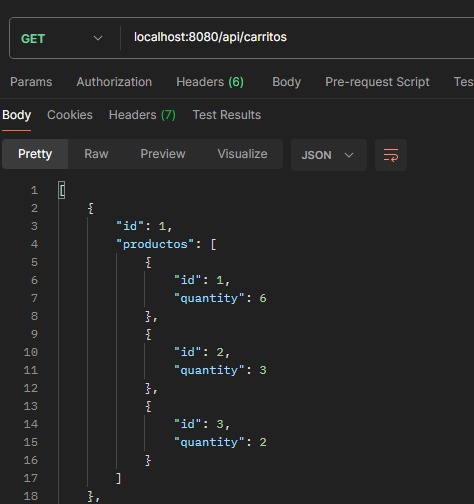 GET localhost:8080/api/carritos
Params Authorization Headers (6) Body Pre-request Script Tes
Body Cookies Headers (7) Test Results
Pretty Raw Preview Visualize JSON
1 [
2 {
3 "id": 1,
4 "productos": [
5 {
6 "id": 1,
7 "quantity": 6
8 },
9 {
10 "id": 2,
11 "quantity": 3
12 },
13 {
14 "id": 3,
15 "quantity": 2
16 }
17 ]
18 },